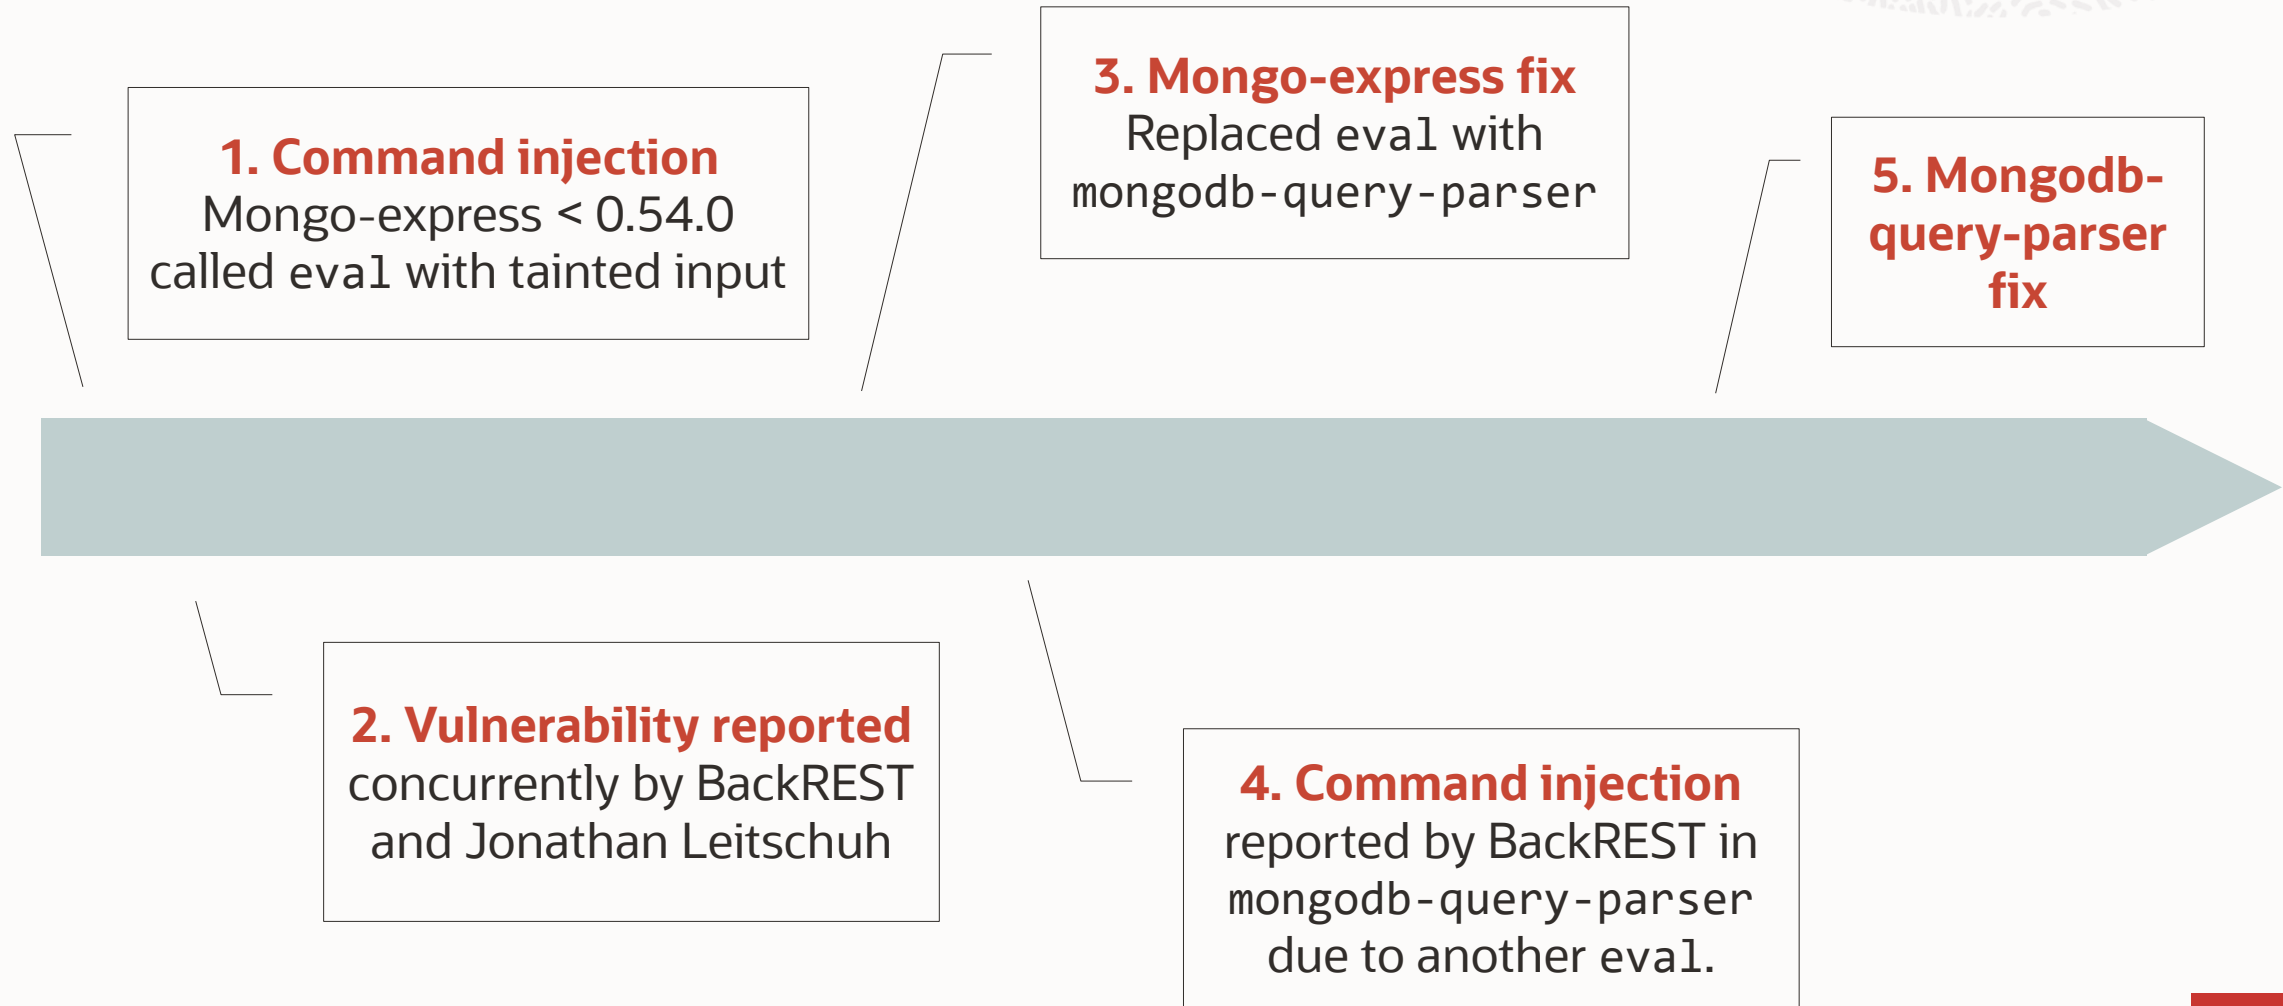 1. Command injection
Mongo-express < 0.54.0
called eval with tainted input
2. Vulnerability reported
concurrently by BackREST
and Jonathan Leitschuh
3. Mongo-express fix
Replaced eval with
mongodb-query-parser
4. Command injection
reported by BackREST in
mongodb-query-parser
due to another eval.
5. Mongodb-
query-parser
fix